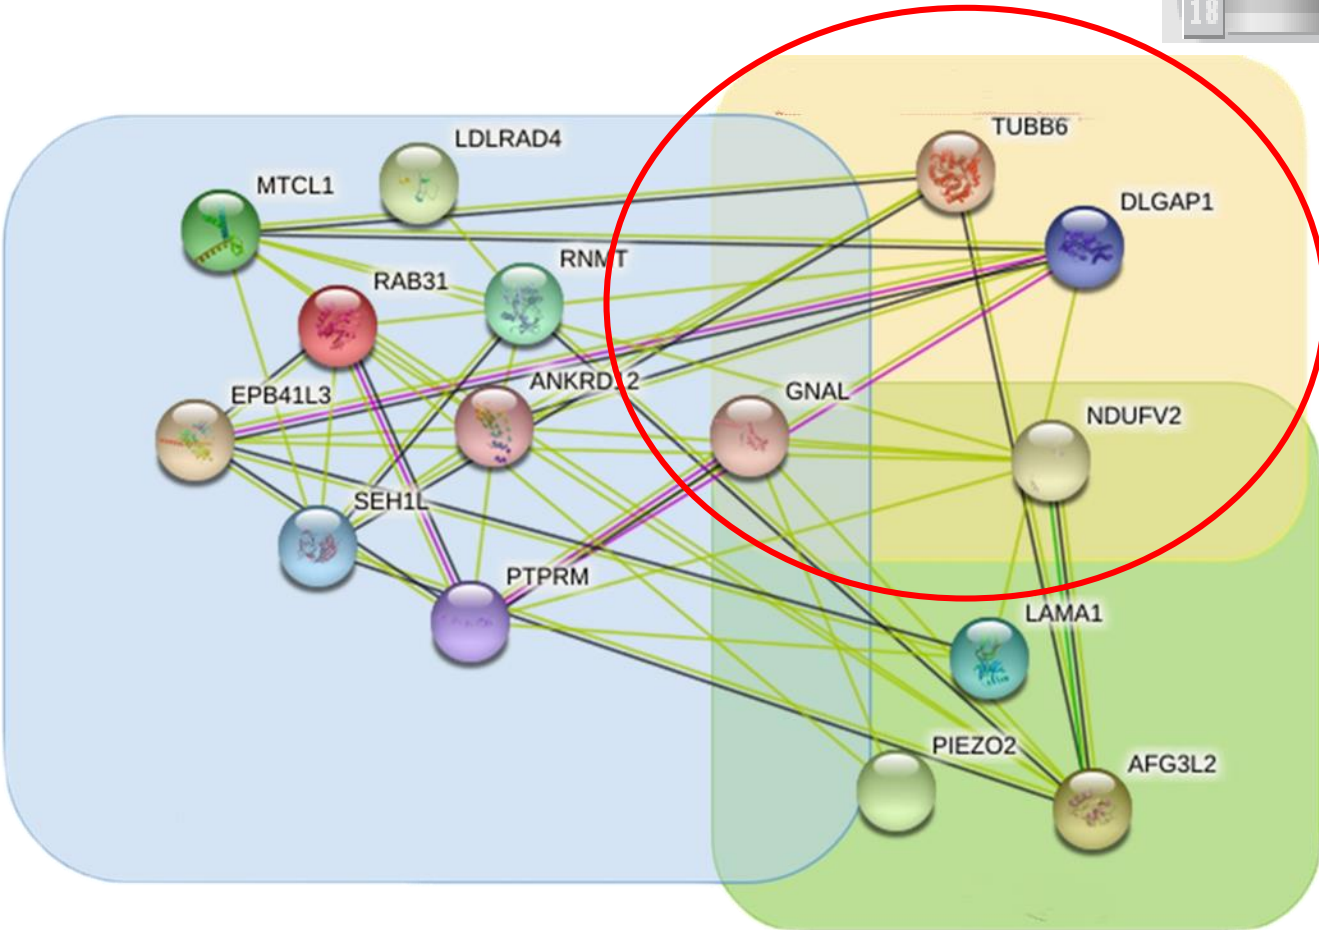 18
TUBB6
LDLRAD4
MTCL1
DLGAP1
RNMT
RAB31
ANKRD12
GNAL
EPB41L3
NDUFV2
SEH1L
PTPRM
LAMA1
PIEZO2
AFG3L2